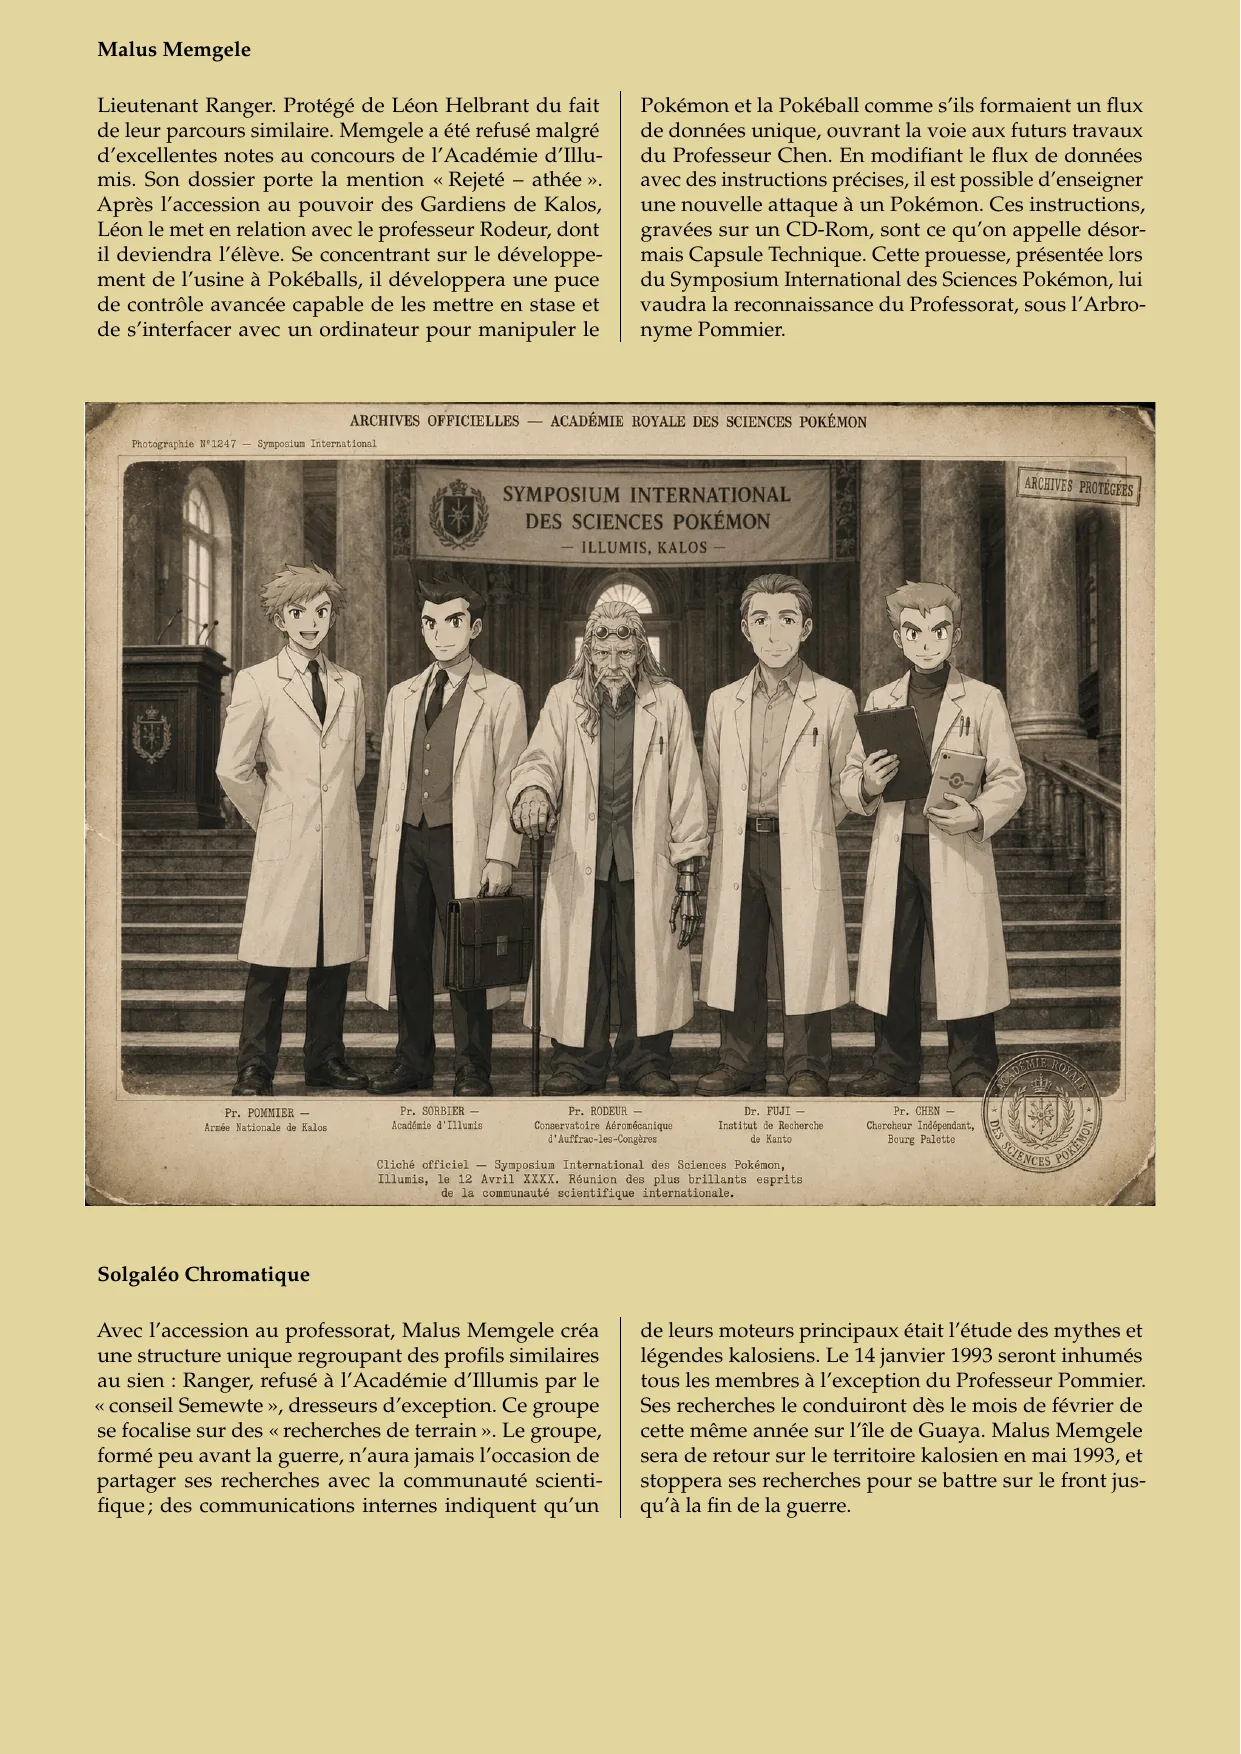 Malus Memgele
Lieutenant Ranger. Protégé de Léon Helbrant du fait
de leur parcours similaire. Memgele a été refusé malgré
d’excellentes notes au concours de l’Académie d’Illu-
mis. Son dossier porte la mention « Rejeté – athée ».
Après l’accession au pouvoir des Gardiens de Kalos,
Léon le met en relation avec le professeur Rodeur, dont
il deviendra l’élève. Se concentrant sur le développe-
ment de l’usine à Pokéballs, il développera une puce
de contrôle avancée capable de les mettre en stase et
de s’interfacer avec un ordinateur pour manipuler le
Pokémon et la Pokéball comme s’ils formaient un flux
de données unique, ouvrant la voie aux futurs travaux
du Professeur Chen. En modifiant le flux de données
avec des instructions précises, il est possible d’enseigner
une nouvelle attaque à un Pokémon. Ces instructions,
gravées sur un CD-Rom, sont ce qu’on appelle désor-
mais Capsule Technique. Cette prouesse, présentée lors
du Symposium International des Sciences Pokémon, lui
vaudra la reconnaissance du Professorat, sous l’Arbro-
nyme Pommier.
ARCHIVES OFFICIELLES — ACADÉMIE ROYALE DES SCIENCES POKÉMON
Photographie N°1247 — Symposium International
ARCHIVES PROTÉGÉES
SYMPOSIUM INTERNATIONAL
DES SCIENCES POKÉMON
— ILLUMIS, KALOS —
Pr. POMMIER —
Armée Nationale de Kalos
Pr. SORBIER —
Académie d'Illumis
Pr. RODEUR —
Conservatoire Aéromécanique
d'Auffrac-les-Congères
Dr. FUJI —
Institut de Recherche
de Kanto
Pr. CHEN —
Chercheur Indépendant,
Bourg Palette
ACADÉMIE ROYALE
DES SCIENCES POKÉMON
Cliché officiel — Symposium International des Sciences Pokémon,
Illumis, le 12 Avril XXXX. Réunion des plus brillants esprits
de la communauté scientifique internationale.
Solgaléo Chromatique
Avec l’accession au professorat, Malus Memgele créa
une structure unique regroupant des profils similaires
au sien : Ranger, refusé à l’Académie d’Illumis par le
« conseil Semewte », dresseurs d’exception. Ce groupe
se focalise sur des « recherches de terrain ». Le groupe,
formé peu avant la guerre, n’aura jamais l’occasion de
partager ses recherches avec la communauté scienti-
fique ; des communications internes indiquent qu’un
de leurs moteurs principaux était l’étude des mythes et
légendes kalosiens. Le 14 janvier 1993 seront inhumés
tous les membres à l’exception du Professeur Pommier.
Ses recherches le conduiront dès le mois de février de
cette même année sur l’île de Guaya. Malus Memgele
sera de retour sur le territoire kalosien en mai 1993, et
stoppera ses recherches pour se battre sur le front jus-
qu’à la fin de la guerre.